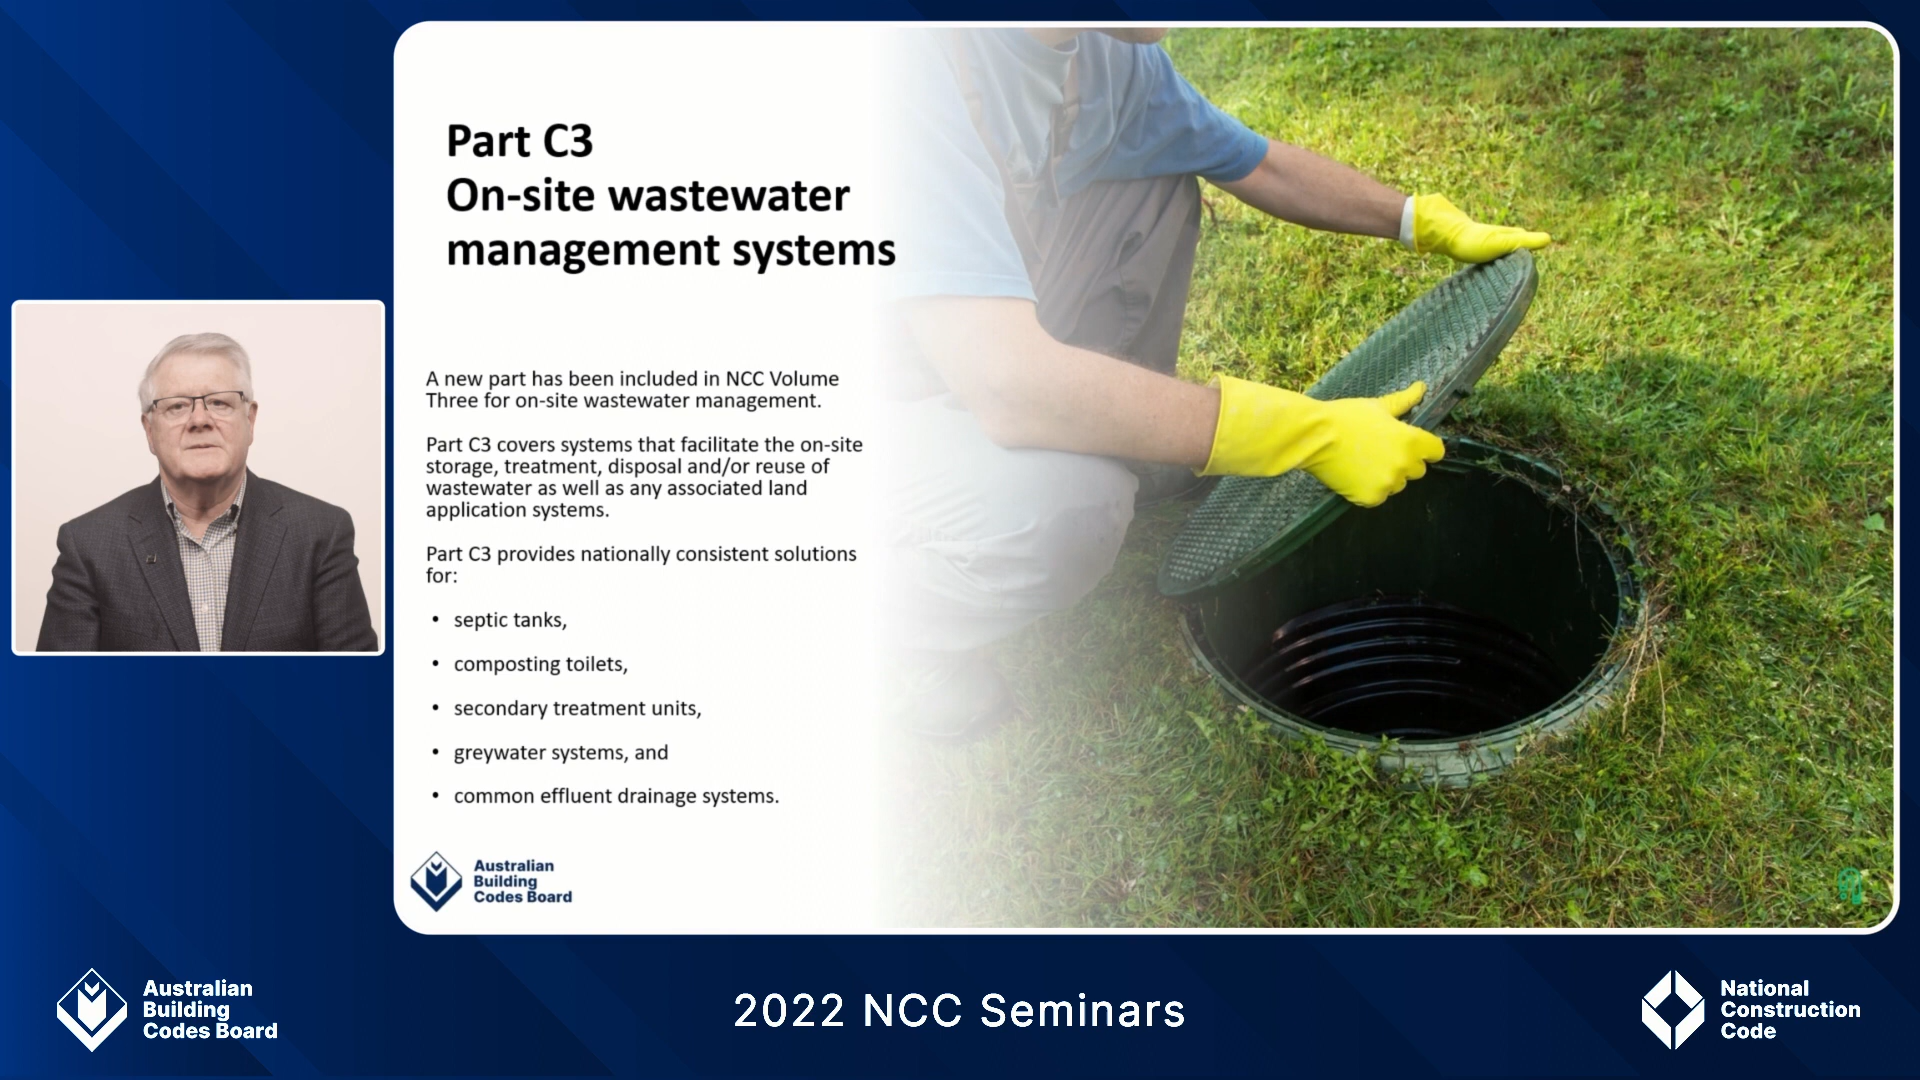 Part C3
On-site wastewater
management systems
A new part has been included in NCC Volume
Three for on-site wastewater management.
Part C3 covers systems that facilitate the on-site
storage, treatment, disposal and/or reuse of
wastewater as well as any associated land
application systems.
Part C3 provides nationally consistent solutions
for:
• septic tanks,
• composting toilets,
• secondary treatment units,
• greywater systems, and
• common effluent drainage systems.
Australian
Building
Codes Board
Australian
Building
Codes Board
2022 NCC Seminars
National
Construction
Code